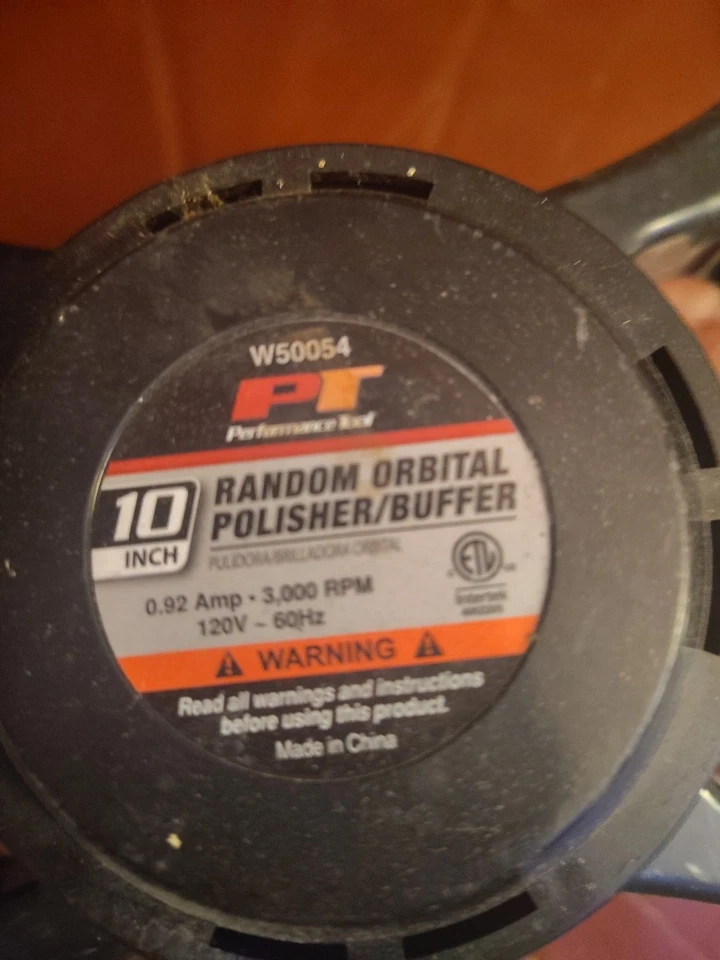 W50054
PT
Performance Tool
10
INCH
RANDOM ORBITAL
POLISHER/BUFFER
PULIDORA/BRILLADORA ORBITAL
ETL
Intertek
0.92 Amp • 3,000 RPM
120V ~ 60Hz
WARNING
Read all warnings and instructions
before using this product.
Made in China